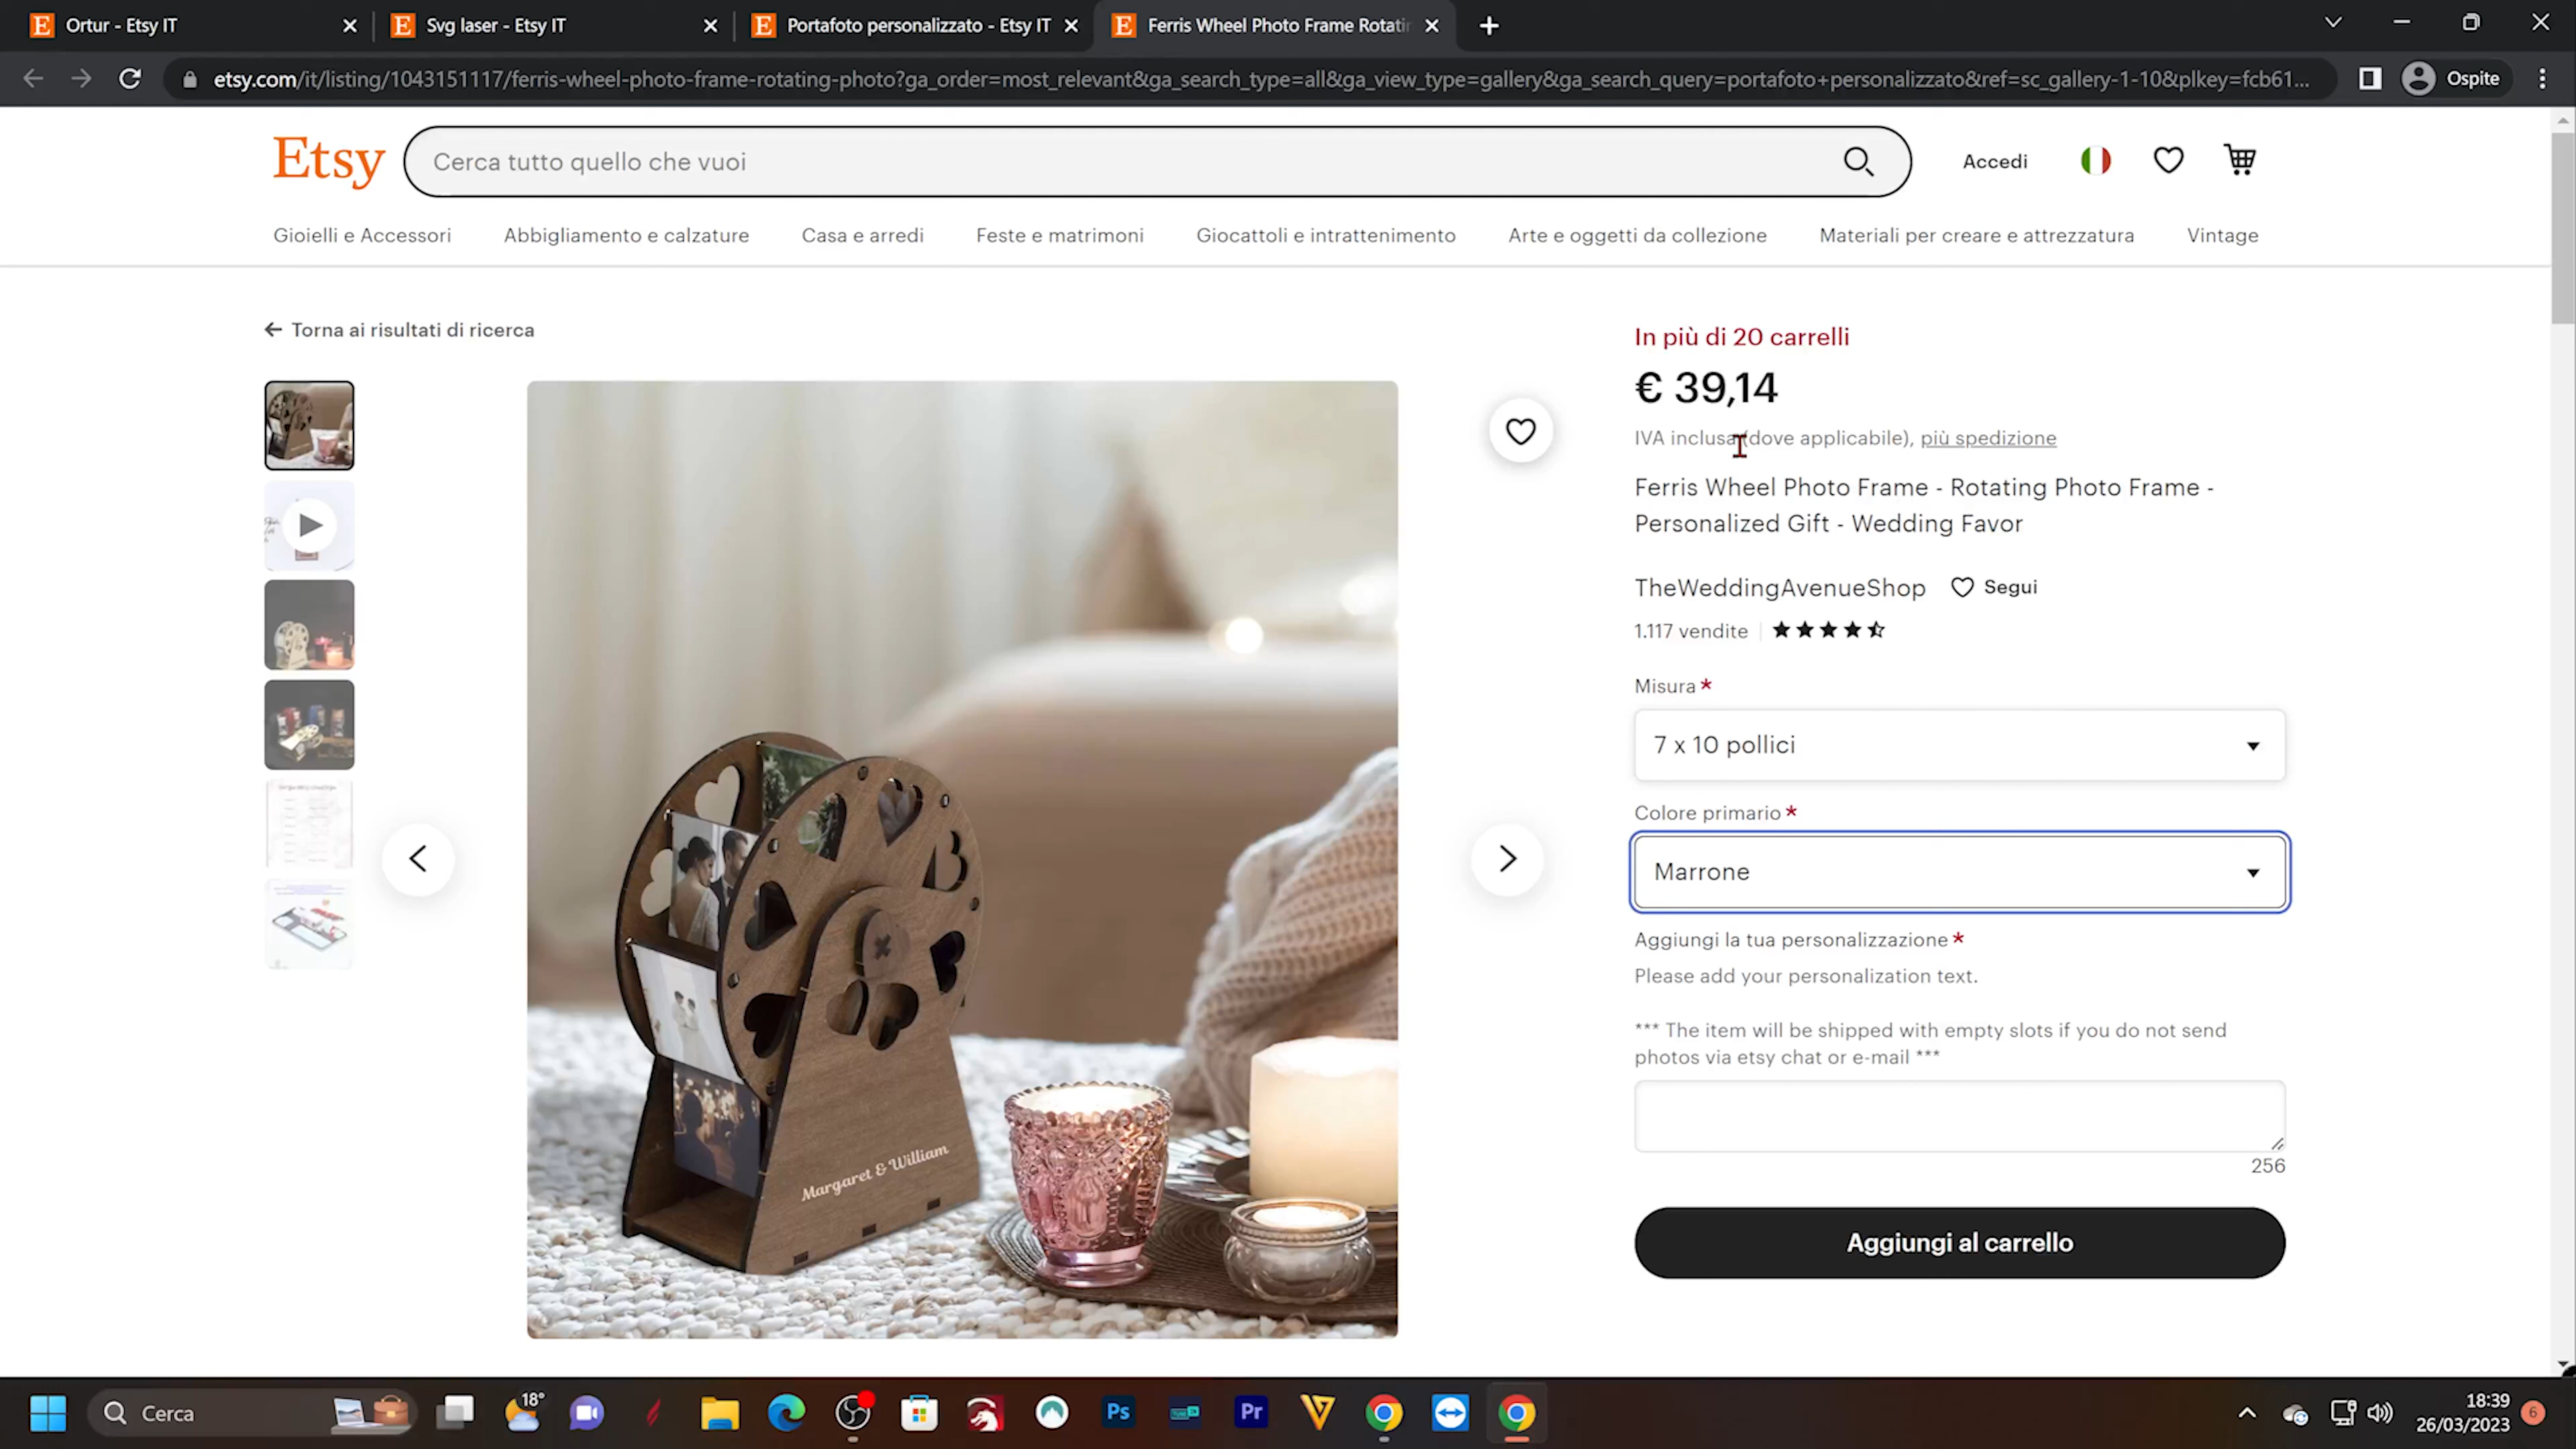 Ortur - Etsy IT
Svg laser - Etsy IT
Portafoto personalizzato - Etsy IT
Ferris Wheel Photo Frame Rotati
etsy.com/it/listing/1043151117/ferris-wheel-photo-frame-rotating-photo?ga_order=most_relevant&ga_search_type=all&ga_view_type=gallery&ga_search_query=portafoto+personalizzato&ref=sc_gallery-1-10&plkey=fcb61...
Ospite
Etsy
Cerca tutto quello che vuoi
Accedi
Gioielli e Accessori
Abbigliamento e calzature
Casa e arredi
Feste e matrimoni
Giocattoli e intrattenimento
Arte e oggetti da collezione
Materiali per creare e attrezzatura
Vintage
Torna ai risultati di ricerca
In più di 20 carrelli
€ 39,14
IVA inclusa (dove applicabile), più spedizione
Ferris Wheel Photo Frame - Rotating Photo Frame -
Personalized Gift - Wedding Favor
TheWeddingAvenueShop
Segui
1.117 vendite
Misura *
7 x 10 pollici
Colore primario *
Marrone
Aggiungi la tua personalizzazione *
Please add your personalization text.
*** The item will be shipped with empty slots if you do not send
photos via etsy chat or e-mail ***
256
Aggiungi al carrello
Margaret & William
Cerca
18°
Ps
Pr
18:39
26/03/2023
6